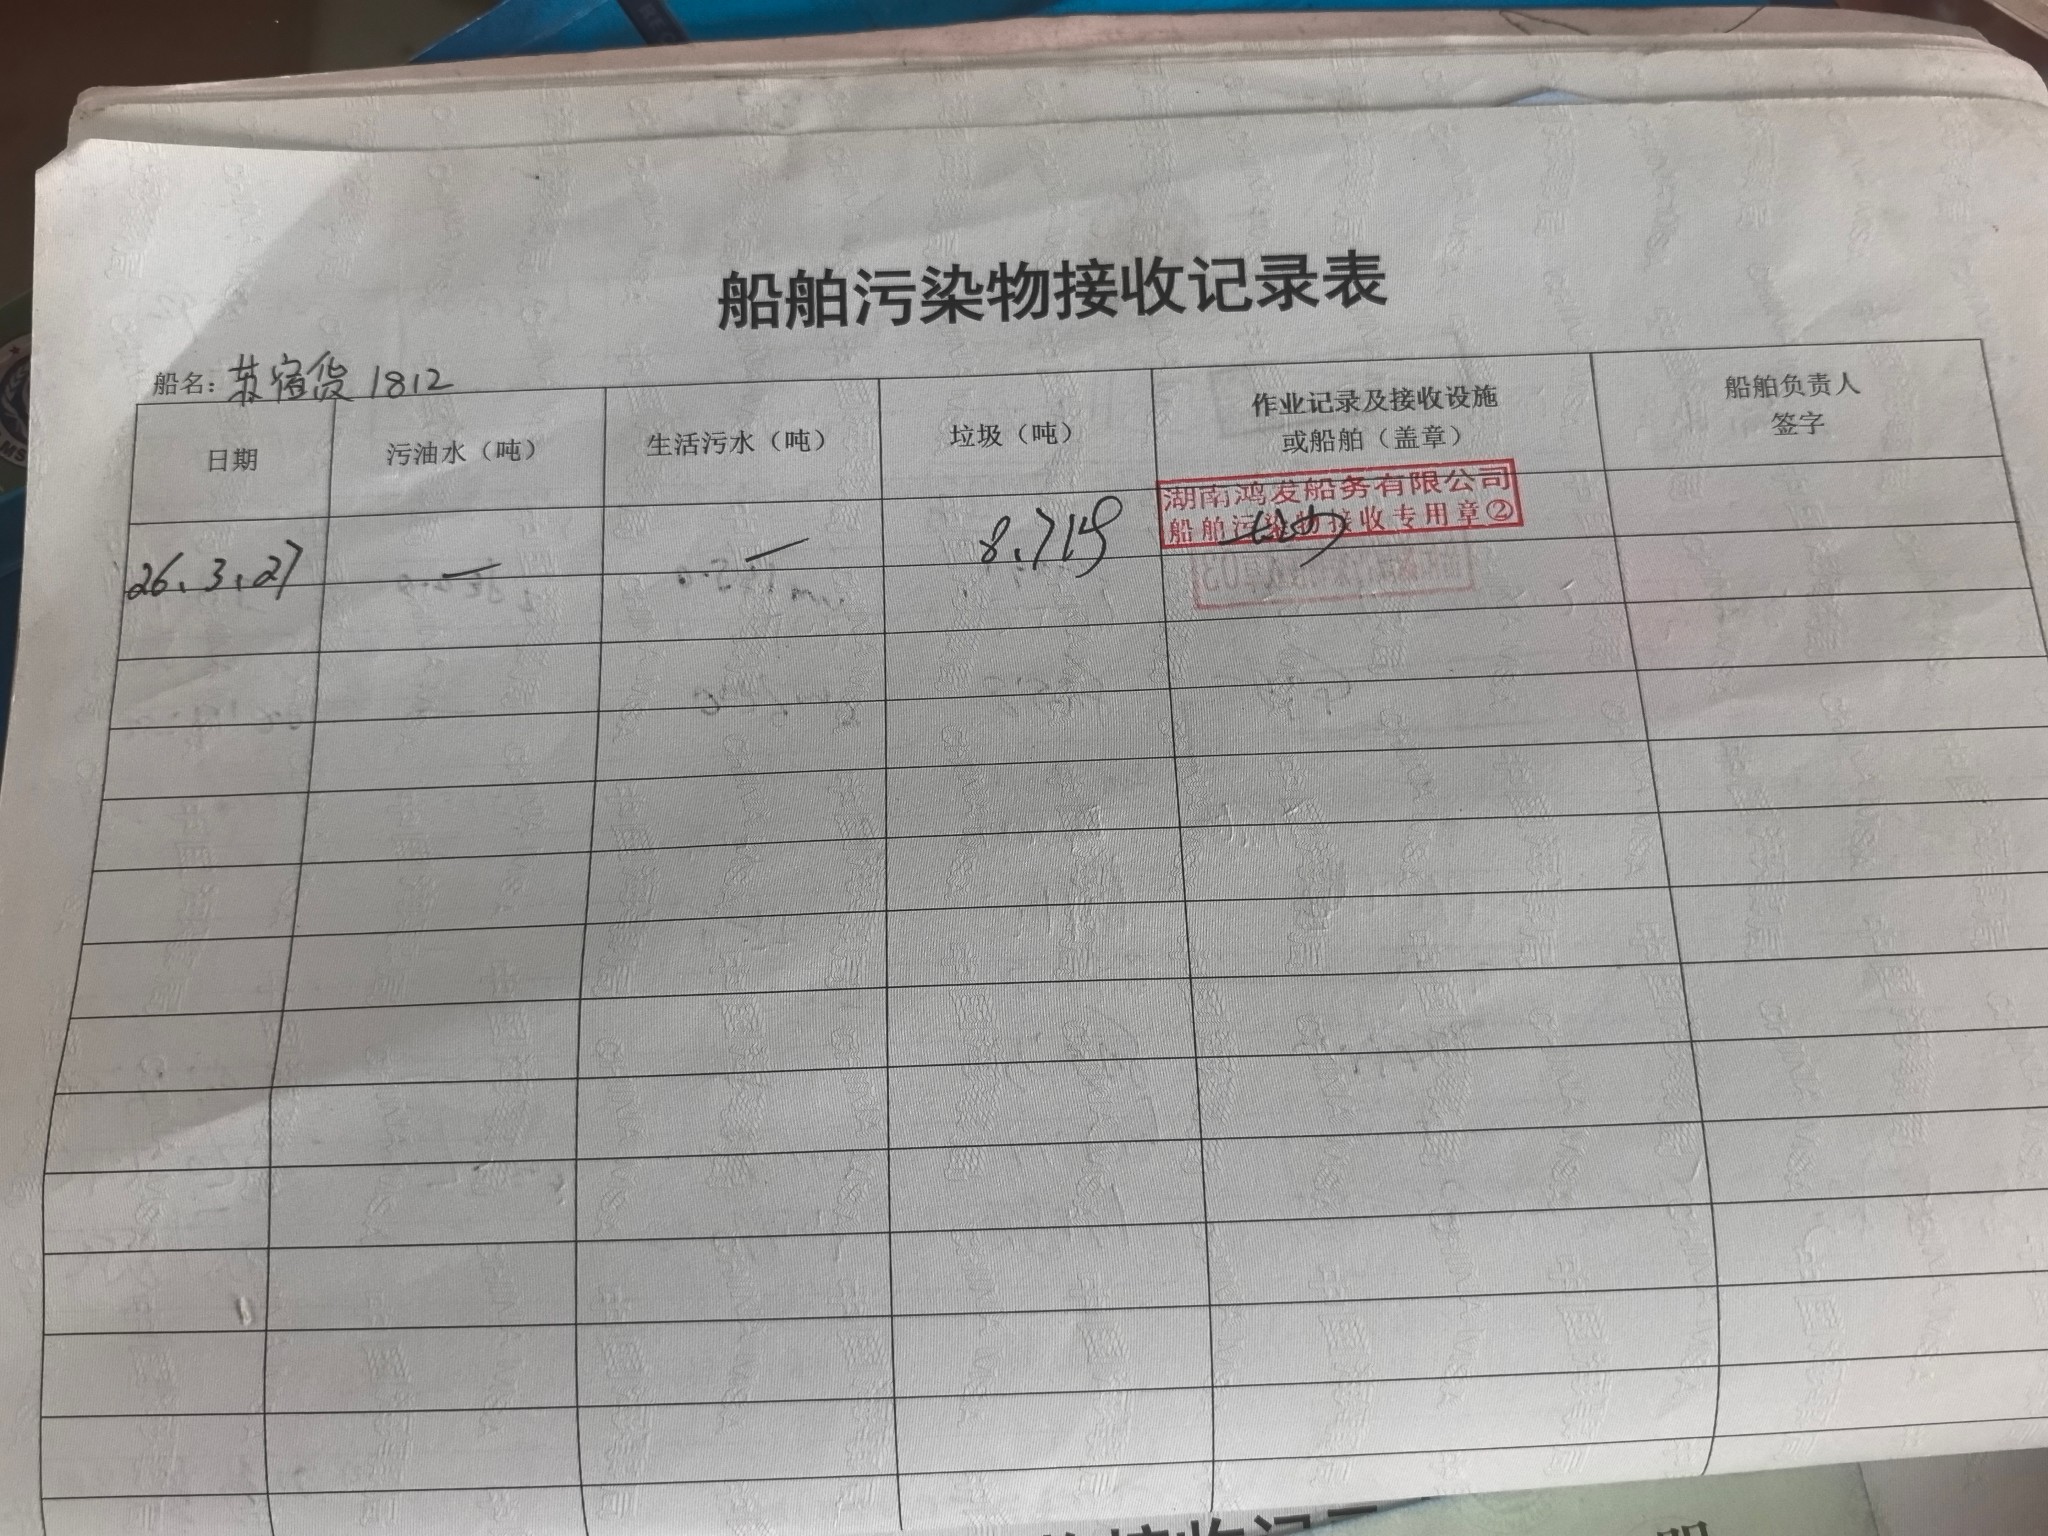 船舶污染物接收记录表
船名：苏宿货1812
日期 污油水（吨） 生活污水（吨） 垃圾（吨） 作业记录及接收设施或船舶（盖章） 船舶负责人签字
26.3.27 — —
湖南鸿发船务有限公司
船舶污染物接收专用章②